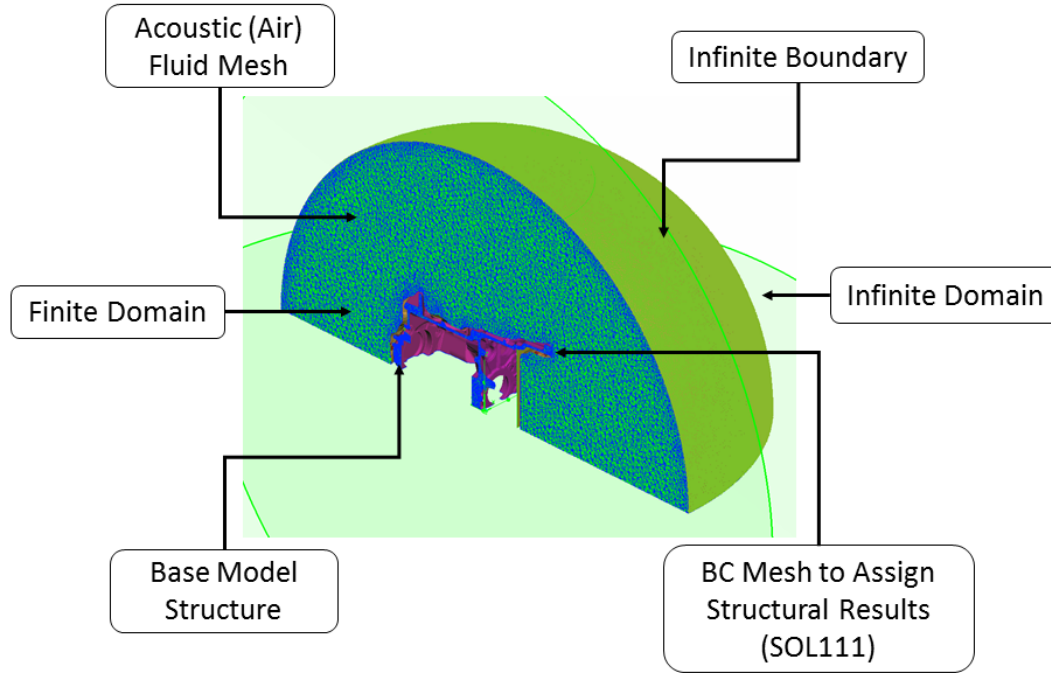 Acoustic (Air)
Fluid Mesh
Infinite Boundary
Finite Domain
Infinite Domain
Base Model
Structure
BC Mesh to Assign
Structural Results
(SOL111)